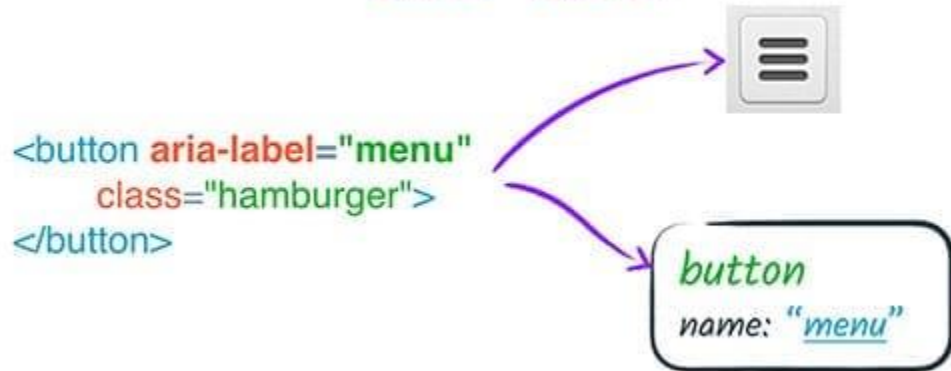 <button aria-label="menu"
class="hamburger">
</button>
button
name: “menu”